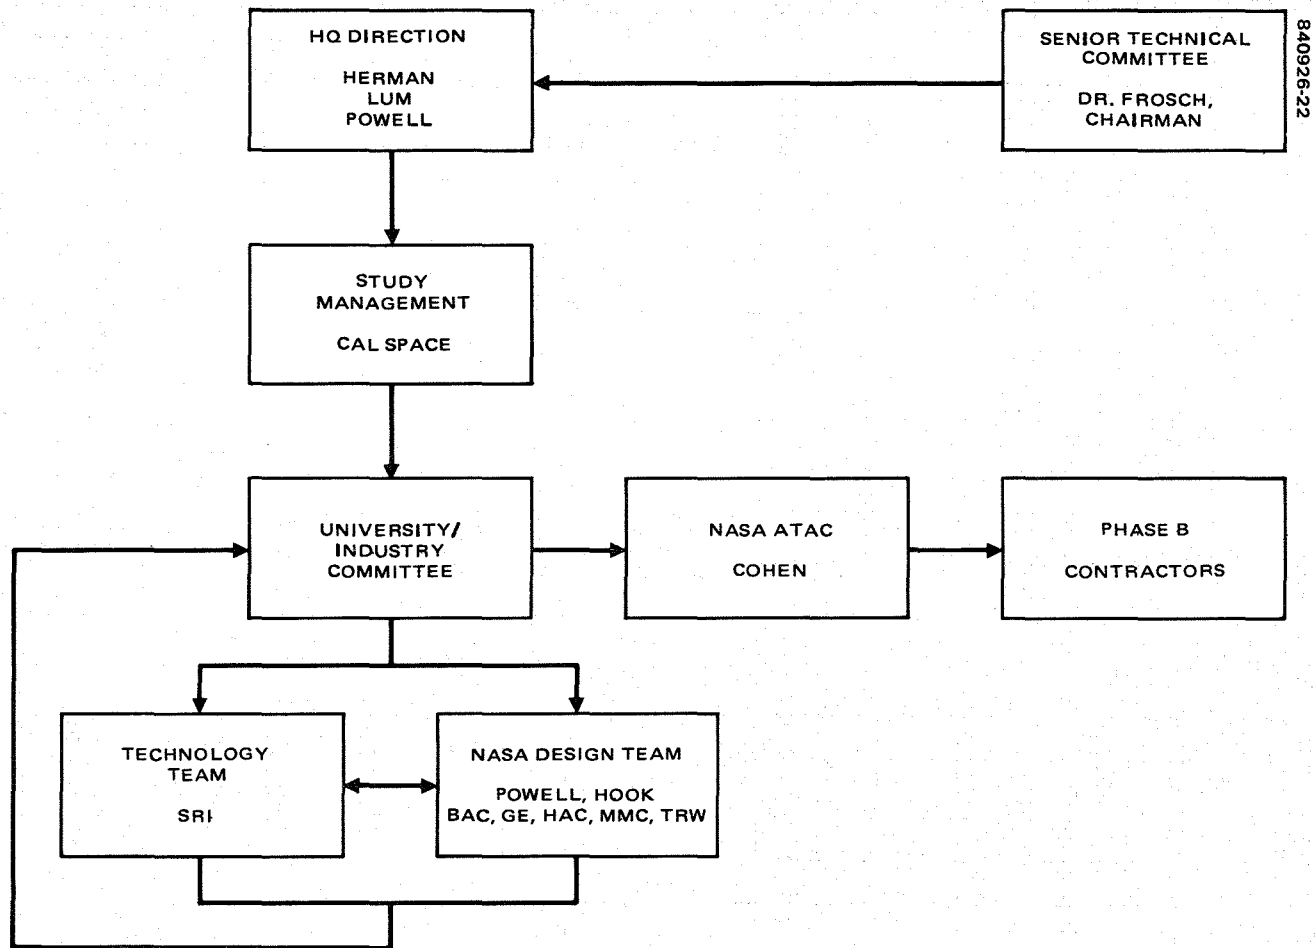 HQ DIRECTION
HERMAN
LUM
POWELL
SENIOR TECHNICAL
COMMITTEE
DR. FROSCH,
CHAIRMAN
840926-22
STUDY
MANAGEMENT
CAL SPACE
UNIVERSITY/
INDUSTRY
COMMITTEE
NASA ATAC
COHEN
PHASE B
CONTRACTORS
TECHNOLOGY
TEAM
SRI
NASA DESIGN TEAM
POWELL, HOOK
BAC, GE, HAC, MMC, TRW